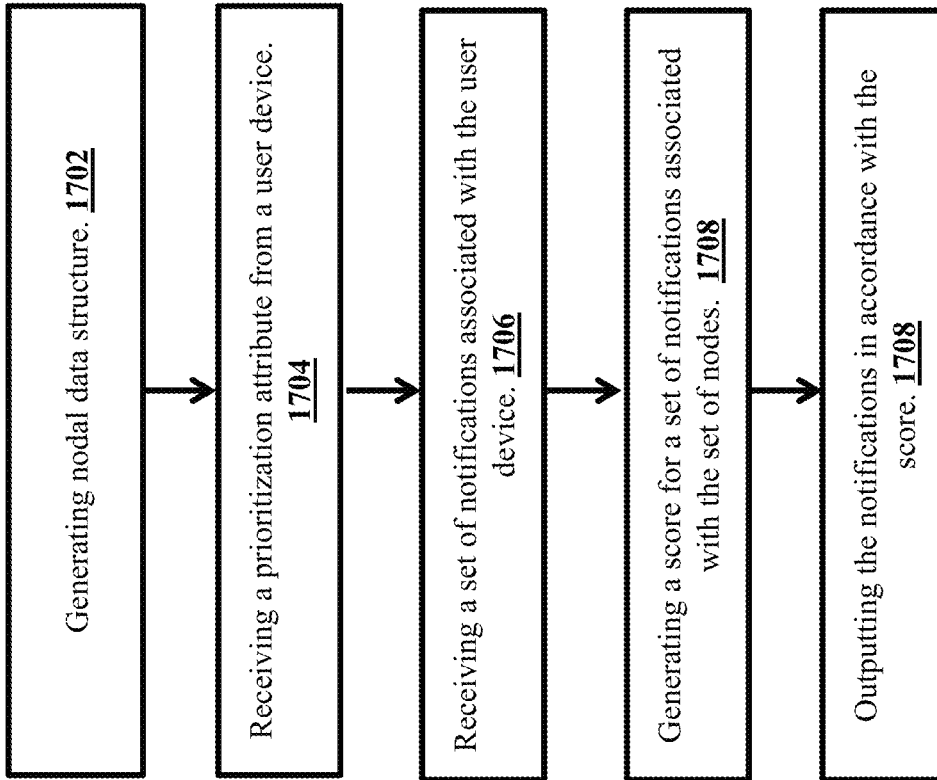 Generating nodal data structure. 1702
Receiving a prioritization attribute from a user device.
1704
Receiving a set of notifications associated with the user
device. 1706
Generating a score for a set of notifications associated
with the set of nodes. 1708
Outputting the notifications in accordance with the
score. 1708